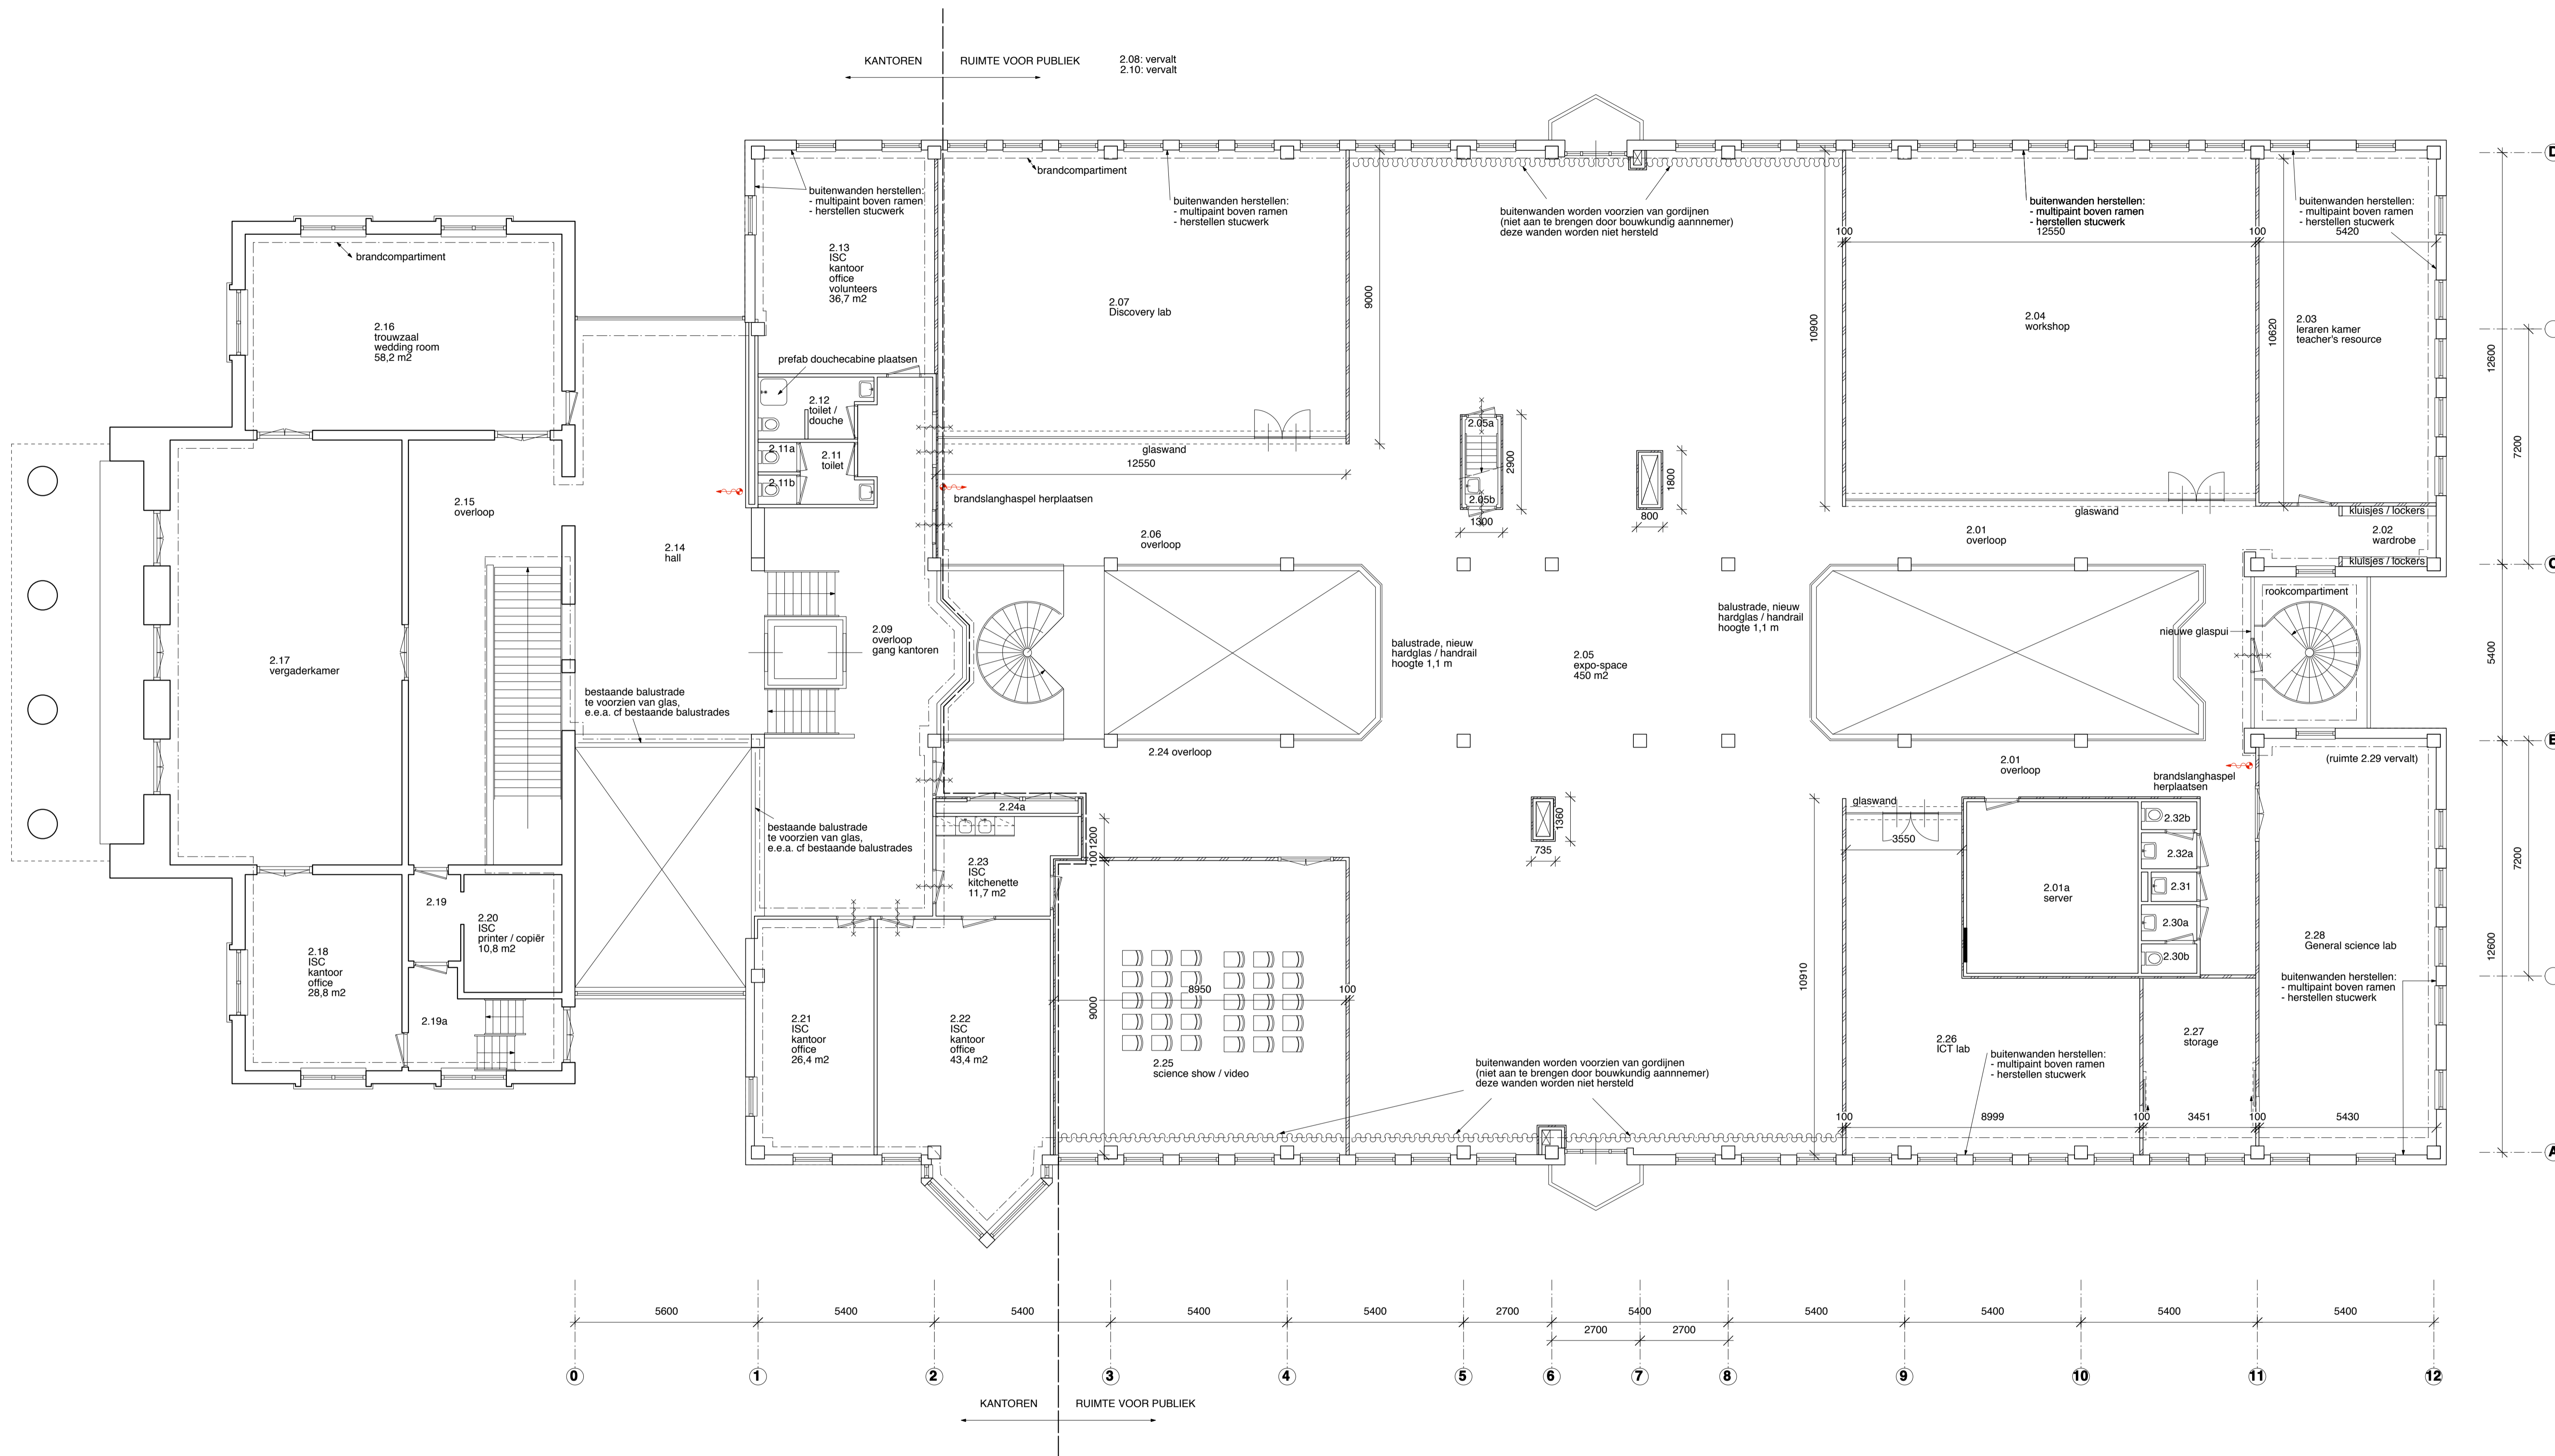 KANTOREN
RUIMTE VOOR PUBLIEK
2.08: vervalt
2.10: vervalt
brandcompartiment
buitenwanden herstellen:
- multipaint boven ramen
- herstellen stucwerk
2.13
ISC
kantoor
office
volunteers
36,7 m2
brandcompartiment
buitenwanden herstellen:
- multipaint boven ramen
- herstellen stucwerk
buitenwanden worden voorzien van gordijnen
(niet aan te brengen door bouwkundig aannnemer)
deze wanden worden niet hersteld
buitenwanden herstellen:
- multipaint boven ramen
- herstellen stucwerk
buitenwanden herstellen:
- multipaint boven ramen
- herstellen stucwerk
100
12550
100
5420
D
2.16
trouwzaal
wedding room
58,2 m2
2.07
Discovery lab
9000
10900
2.04
workshop
10620
2.03
leraren kamer
teacher's resource
12600
7200
prefab douchecabine plaatsen
2.12
toilet /
douche
2.11a
2.11
toilet
2.11b
glaswand
12550
brandslanghaspel herplaatsen
2.05a
2.05b
2900
1300
1800
800
glaswand
kluisjes / lockers
2.02
wardrobe
kluisjes / lockers
2.15
overloop
2.14
hall
2.06
overloop
2.01
overloop
C
rookcompartiment
nieuwe glaspui
2.17
vergaderkamer
2.09
overloop
gang kantoren
balustrade, nieuw
hardglas / handrail
hoogte 1,1 m
2.05
expo-space
450 m2
balustrade, nieuw
hardglas / handrail
hoogte 1,1 m
5400
bestaande balustrade
te voorzien van glas,
e.e.a. cf bestaande balustrades
2.24 overloop
2.01
overloop
(ruimte 2.29 vervalt)
brandslanghaspel
herplaatsen
B
2.24a
bestaande balustrade
te voorzien van glas,
e.e.a. cf bestaande balustrades
2.23
ISC
kitchenette
11,7 m2
1200
100
1360
735
glaswand
3550
2.32b
2.32a
2.31
2.30a
2.30b
2.01a
server
7200
12600
2.19
2.20
ISC
printer / copiër
10,8 m2
2.18
ISC
kantoor
office
28,8 m2
2.19a
2.21
ISC
kantoor
office
26,4 m2
2.22
ISC
kantoor
office
43,4 m2
9000
8950
100
2.25
science show / video
10910
2.28
General science lab
buitenwanden herstellen:
- multipaint boven ramen
- herstellen stucwerk
2.26
ICT lab
2.27
storage
buitenwanden herstellen:
- multipaint boven ramen
- herstellen stucwerk
buitenwanden worden voorzien van gordijnen
(niet aan te brengen door bouwkundig aannnemer)
deze wanden worden niet hersteld
100
8999
100
3451
100
5430
A
5600
5400
5400
5400
5400
2700
5400
5400
5400
5400
5400
2700
2700
0
1
2
3
4
5
6
7
8
9
10
11
12
KANTOREN
RUIMTE VOOR PUBLIEK